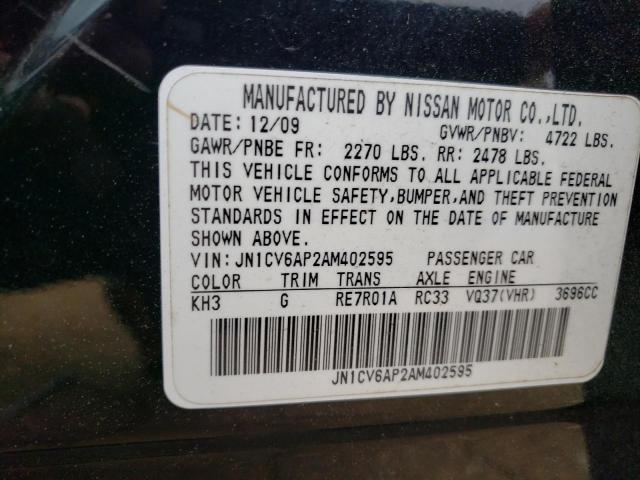 MANUFACTURED BY NISSAN MOTOR CO.,LTD.
DATE: 12/09 GVWR/PNBV: 4722 LBS.
GAWR/PNBE FR: 2270 LBS. RR: 2478 LBS.
THIS VEHICLE CONFORMS TO ALL APPLICABLE FEDERAL
MOTOR VEHICLE SAFETY,BUMPER,AND THEFT PREVENTION
STANDARDS IN EFFECT ON THE DATE OF MANUFACTURE
SHOWN ABOVE.
VIN: JN1CV6AP2AM402595 PASSENGER CAR
COLOR TRIM TRANS AXLE ENGINE
KH3 G RE7R01A RC33 VQ37(VHR) 3696CC
JN1CV6AP2AM402595